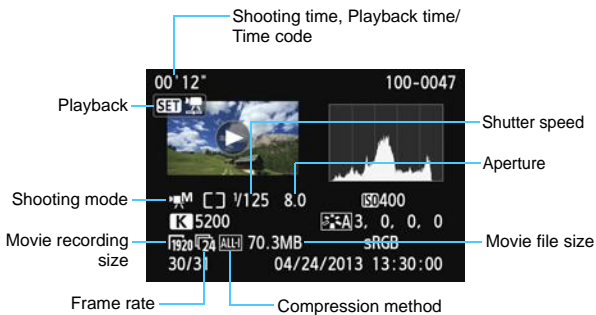 Shooting time, Playback time/
Time code
00'12"
100-0047
Playback
SET
Shutter speed
Aperture
Shooting mode
M
1/125
8.0
ISO400
K 5200
A 3, 0, 0, 0
Movie recording
size
1920
24
ALL-I
70.3MB
sRGB
Movie file size
30/31
04/24/2013 13:30:00
Frame rate
Compression method